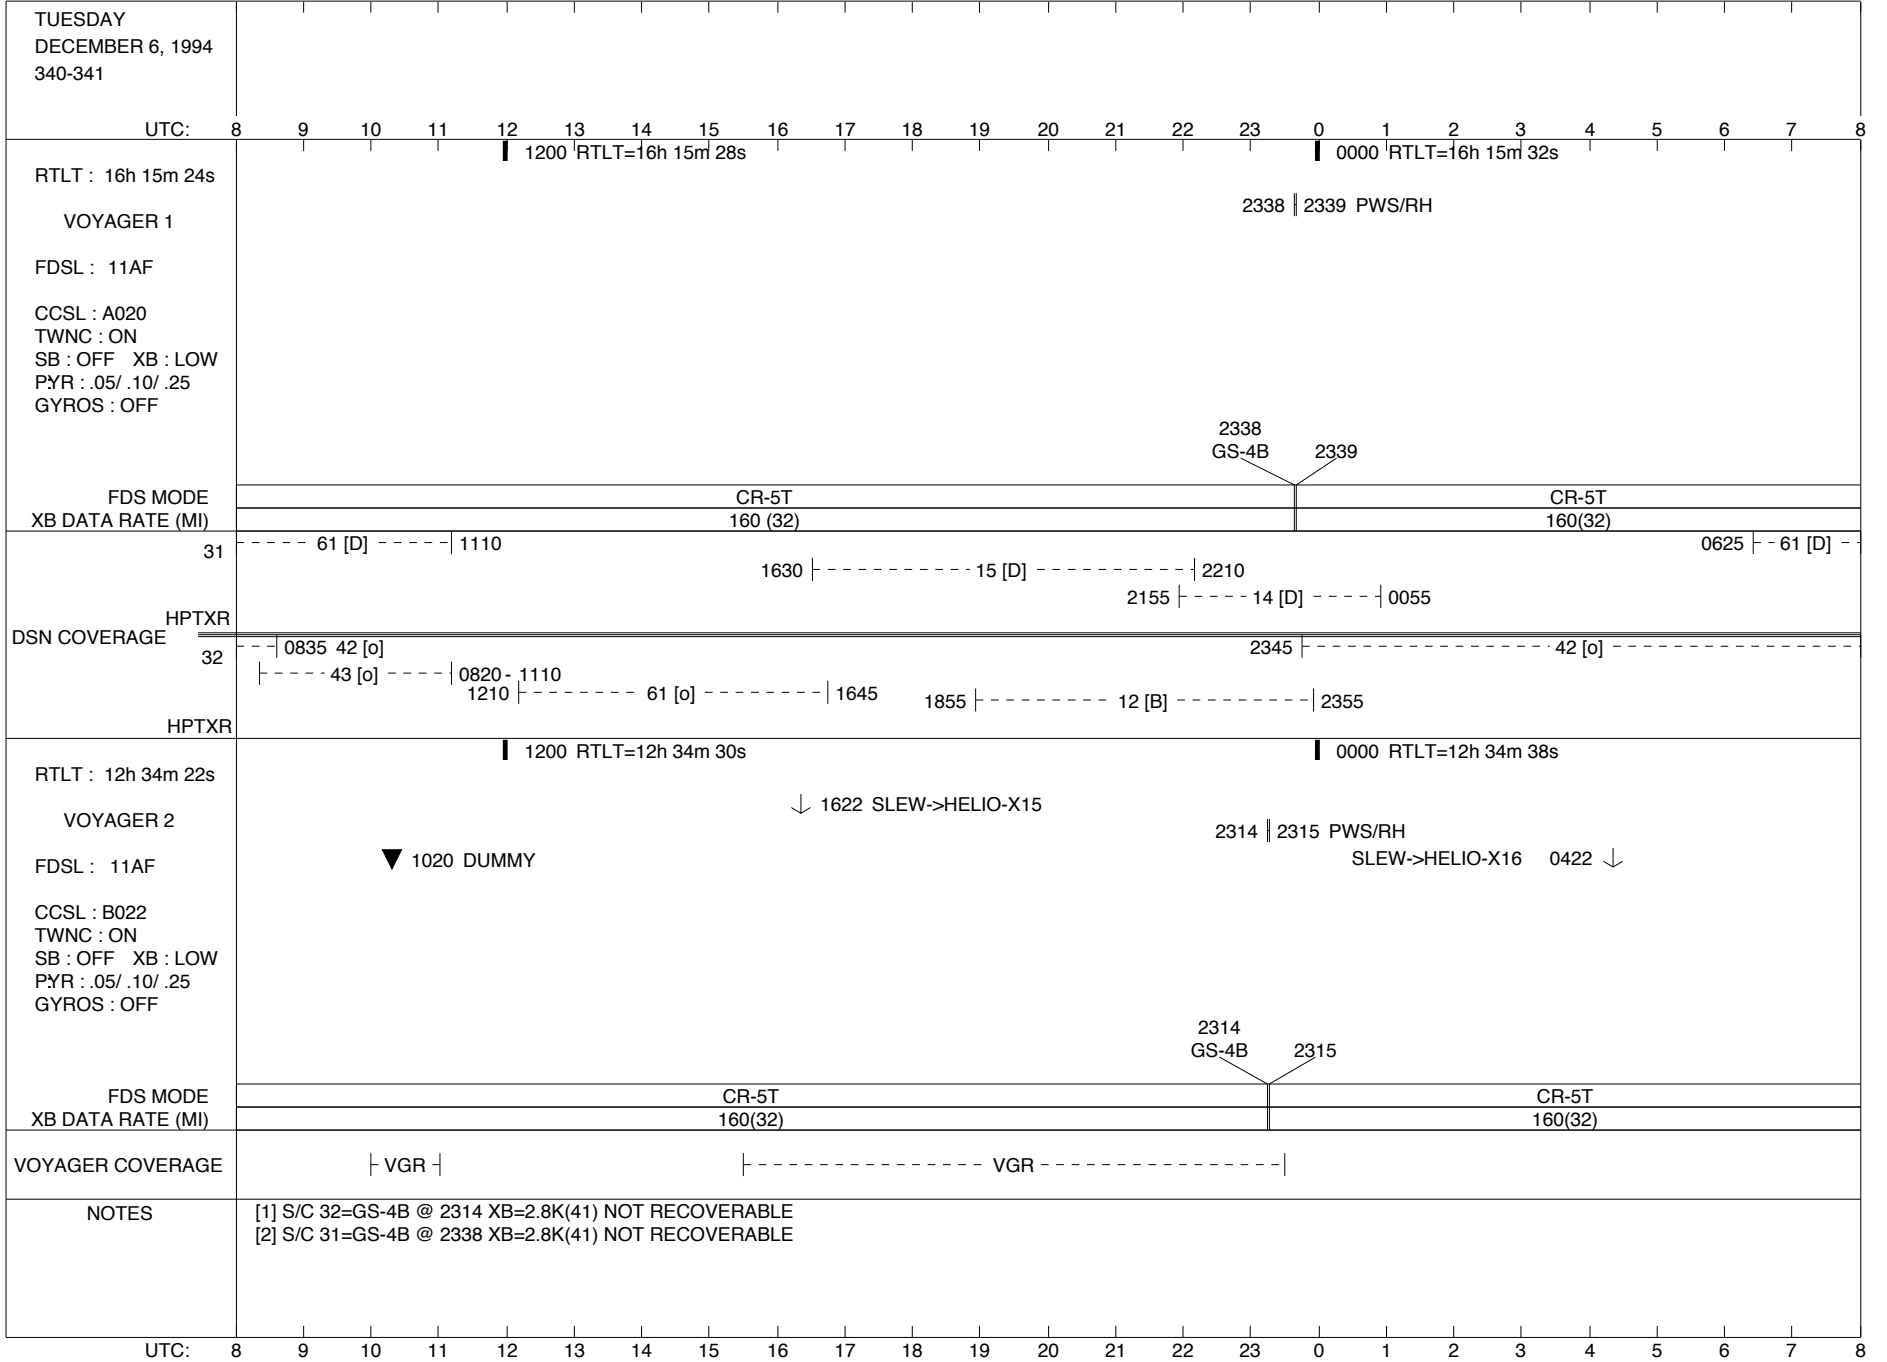 TUESDAY
DECEMBER 6, 1994
340-341
UTC: 8 9 10 11 12 13 14 15 16 17 18 19 20 21 22 23 0 1 2 3 4 5 6 7 8
1200 RTLT=16h 15m 28s 0000 RTLT=16h 15m 32s
RTLT : 16h 15m 24s
2338 2339 PWS/RH
VOYAGER 1
FDSL : 11AF
CCSL : A020
TWNC : ON
SB : OFF XB : LOW
P:YR : .05/ .10/ .25
GYROS : OFF
2338
GS-4B 2339
FDS MODE CR-5T CR-5T
XB DATA RATE (MI) 160 (32) 160(32)
31 61 [D] 1110 0625 61 [D]
1630 15 [D] 2210
2155 14 [D] 0055
HPTXR
DSN COVERAGE
32 0835 42 [o] 2345 42 [o]
43 [o] 0820 - 1110
1210 61 [o] 1645 1855 12 [B] 2355
HPTXR
1200 RTLT=12h 34m 30s 0000 RTLT=12h 34m 38s
RTLT : 12h 34m 22s
1622 SLEW->HELIO-X15
VOYAGER 2 2314 2315 PWS/RH
1020 DUMMY SLEW->HELIO-X16 0422
FDSL : 11AF
CCSL : B022
TWNC : ON
SB : OFF XB : LOW
P:YR : .05/ .10/ .25
GYROS : OFF
2314
GS-4B 2315
FDS MODE CR-5T CR-5T
XB DATA RATE (MI) 160(32) 160(32)
VOYAGER COVERAGE VGR VGR
NOTES [1] S/C 32=GS-4B @ 2314 XB=2.8K(41) NOT RECOVERABLE
[2] S/C 31=GS-4B @ 2338 XB=2.8K(41) NOT RECOVERABLE
UTC: 8 9 10 11 12 13 14 15 16 17 18 19 20 21 22 23 0 1 2 3 4 5 6 7 8